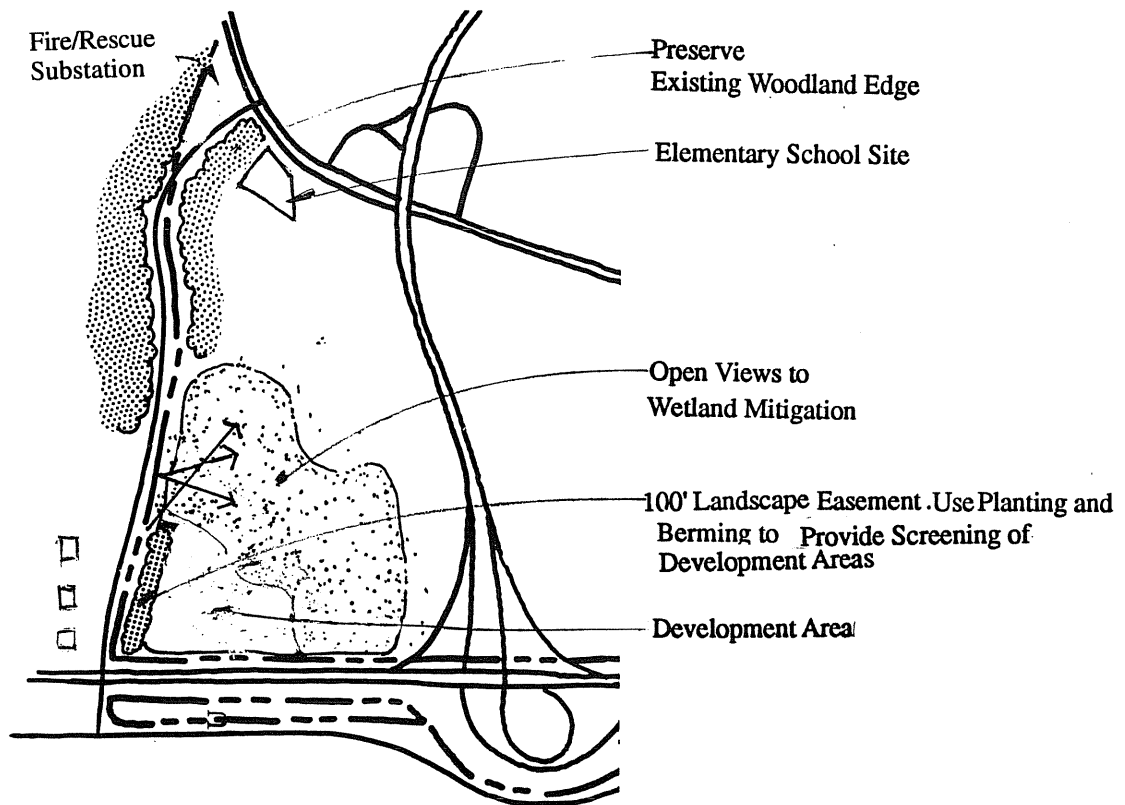 Fire/Rescue
Substation
Preserve
Existing Woodland Edge
Elementary School Site
Open Views to
Wetland Mitigation
100' Landscape Easement .Use Planting and
Berming to Provide Screening of
Development Areas
Development Area